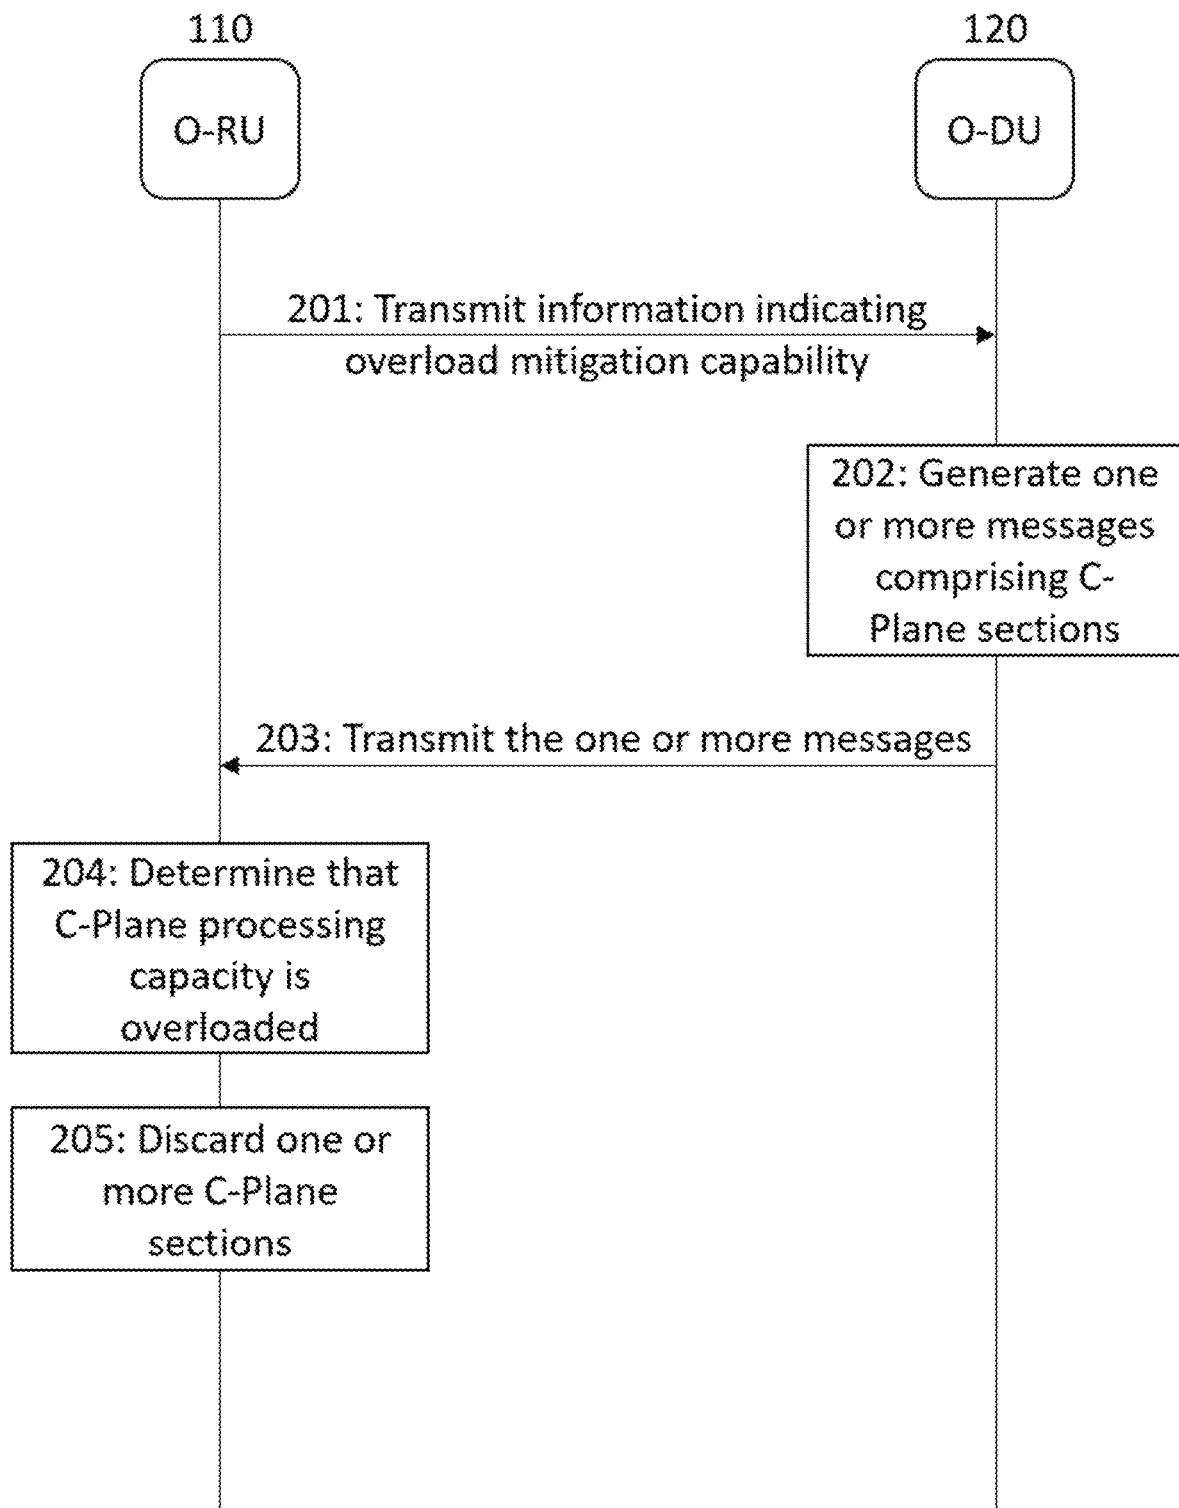 110
120
O-RU
O-DU
201: Transmit information indicating
overload mitigation capability
202: Generate one
or more messages
comprising C-
Plane sections
203: Transmit the one or more messages
204: Determine that
C-Plane processing
capacity is
overloaded
205: Discard one or
more C-Plane
sections